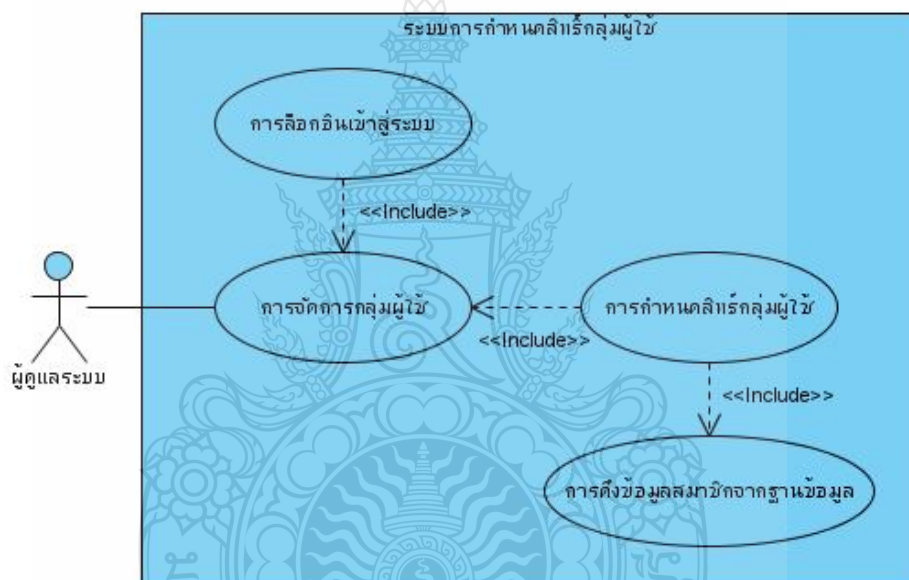 ระบบการกำหนดสิทธิ์กลุ่มผู้ใช้
การล็อกอินเข้าสู่ระบบ
<<Include>>
การจัดการกลุ่มผู้ใช้
การกำหนดสิทธิ์กลุ่มผู้ใช้
<<Include>>
ผู้ดูแลระบบ
<<Include>>
การดึงข้อมูลสมาชิกจากฐานข้อมูล